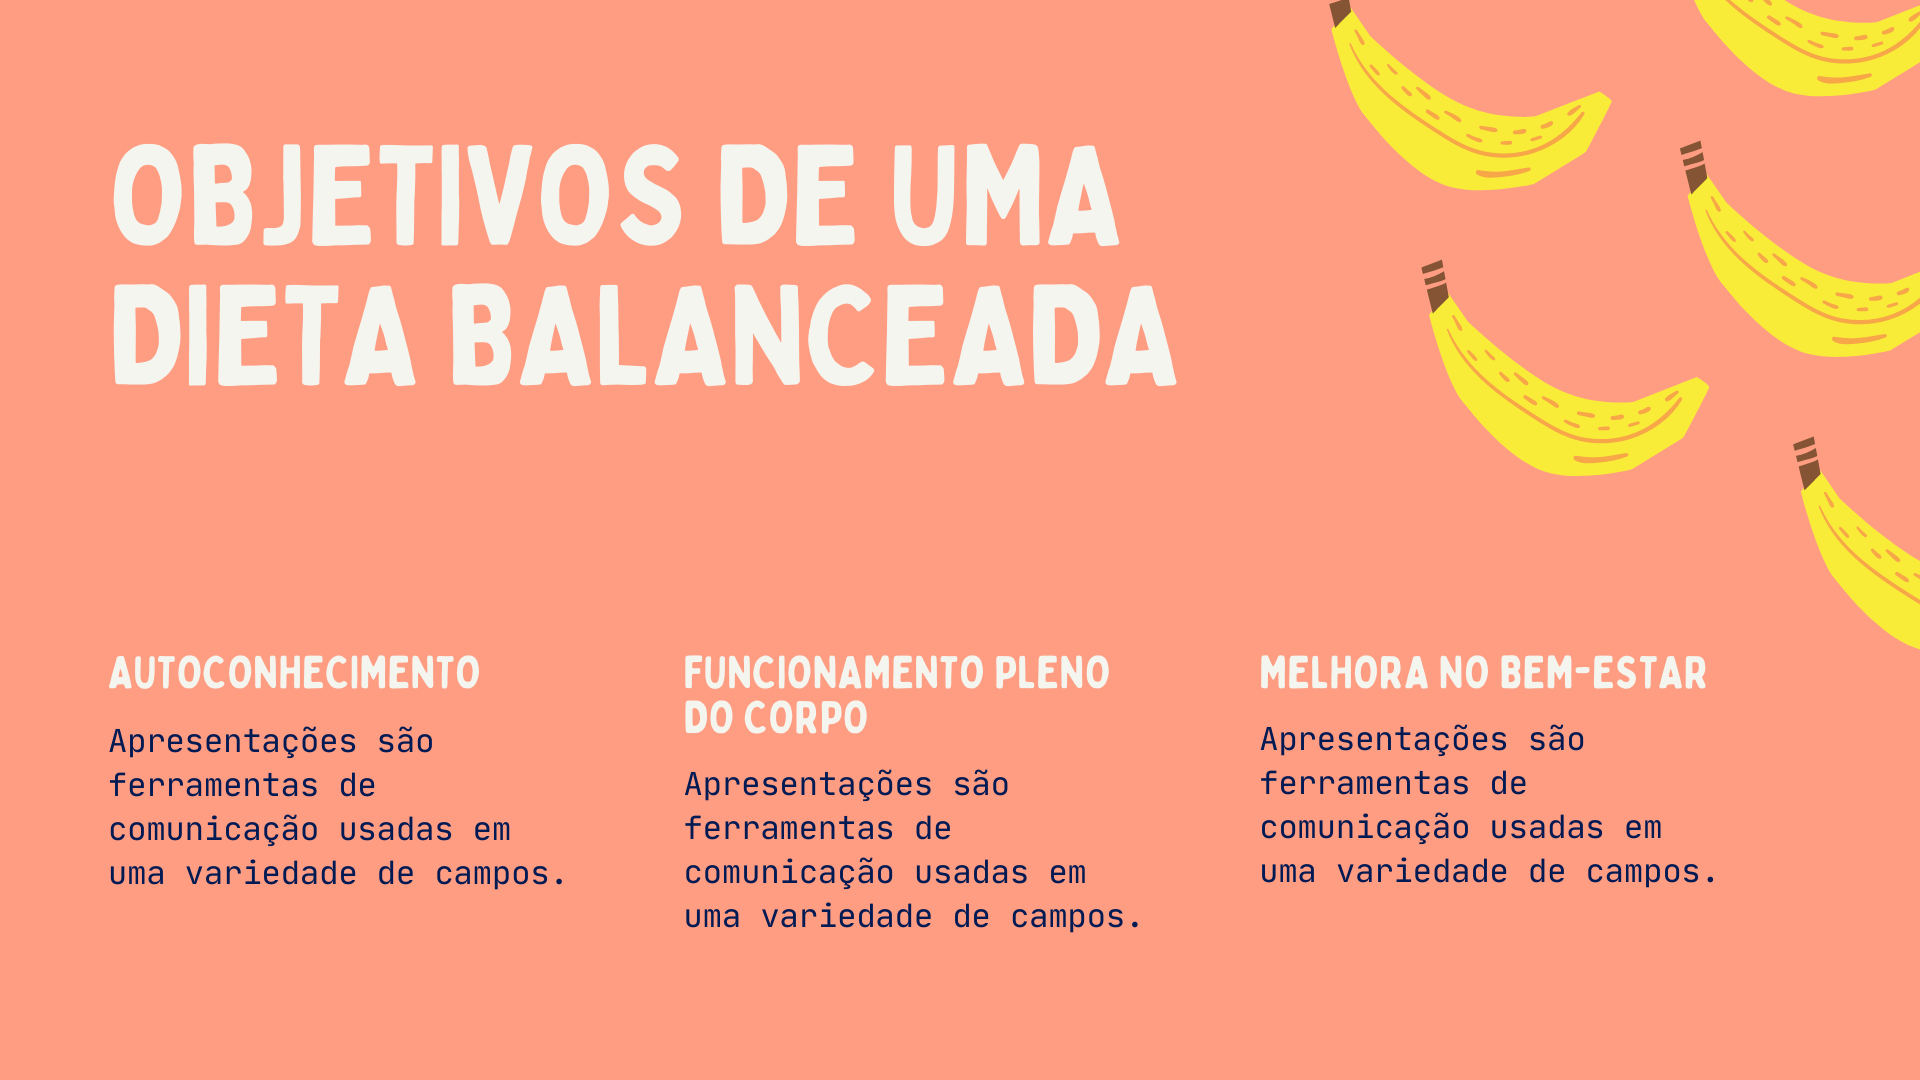 OBJETIVOS DE UMA
DIETA BALANCEADA
AUTOCONHECIMENTO
Apresentações são
ferramentas de
comunicação usadas em
uma variedade de campos.
FUNCIONAMENTO PLENO
DO CORPO
Apresentações são
ferramentas de
comunicação usadas em
uma variedade de campos.
MELHORA NO BEM-ESTAR
Apresentações são
ferramentas de
comunicação usadas em
uma variedade de campos.